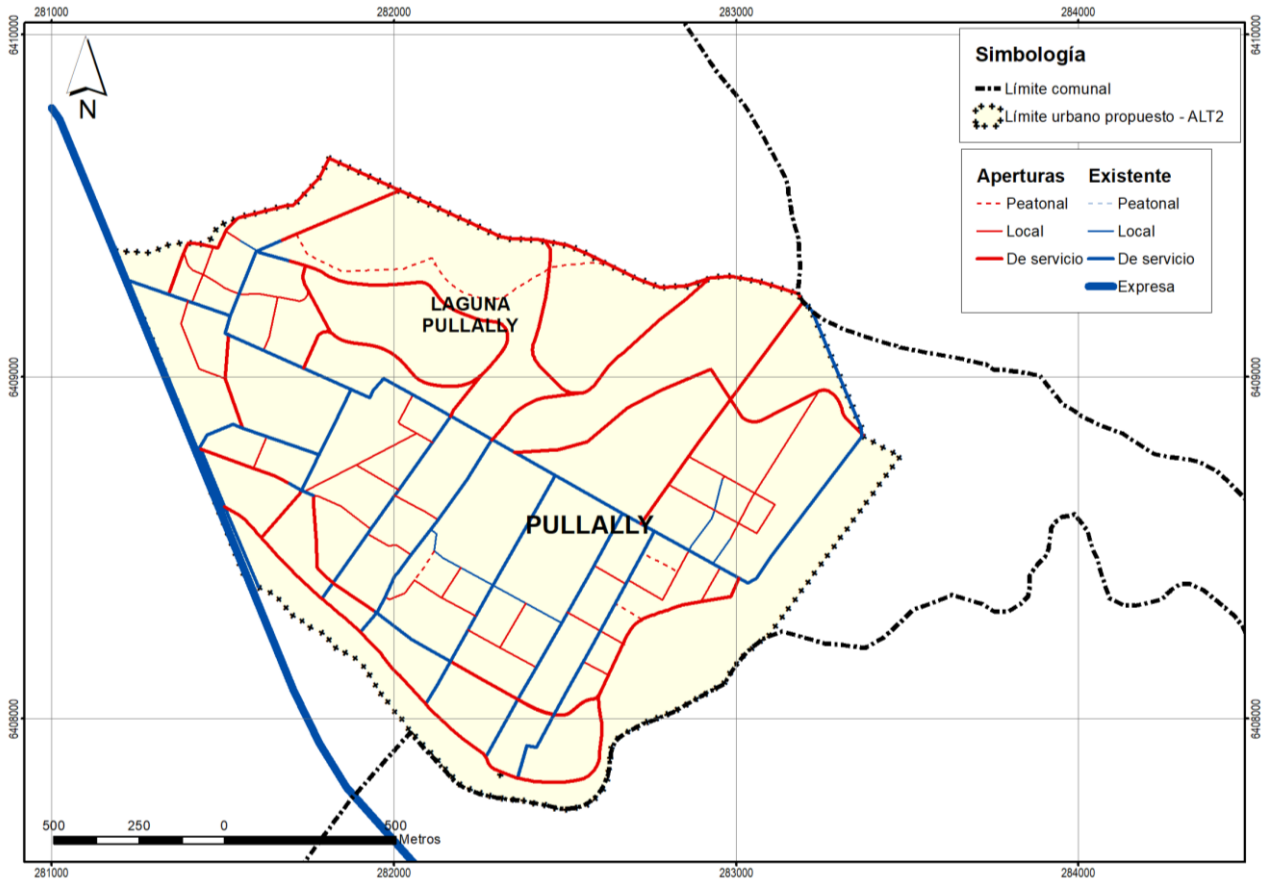 281000 282000 283000 284000
6410000 6410000
N
Simbología
Límite comunal
Límite urbano propuesto - ALT2
Aperturas Existente
Peatonal Peatonal
Local Local
De servicio De servicio
Expresa
LAGUNA
PULLALLY
6409000 6409000
PULLALLY
6408000 6408000
500 250 0 500
Metros
281000 282000 283000 284000